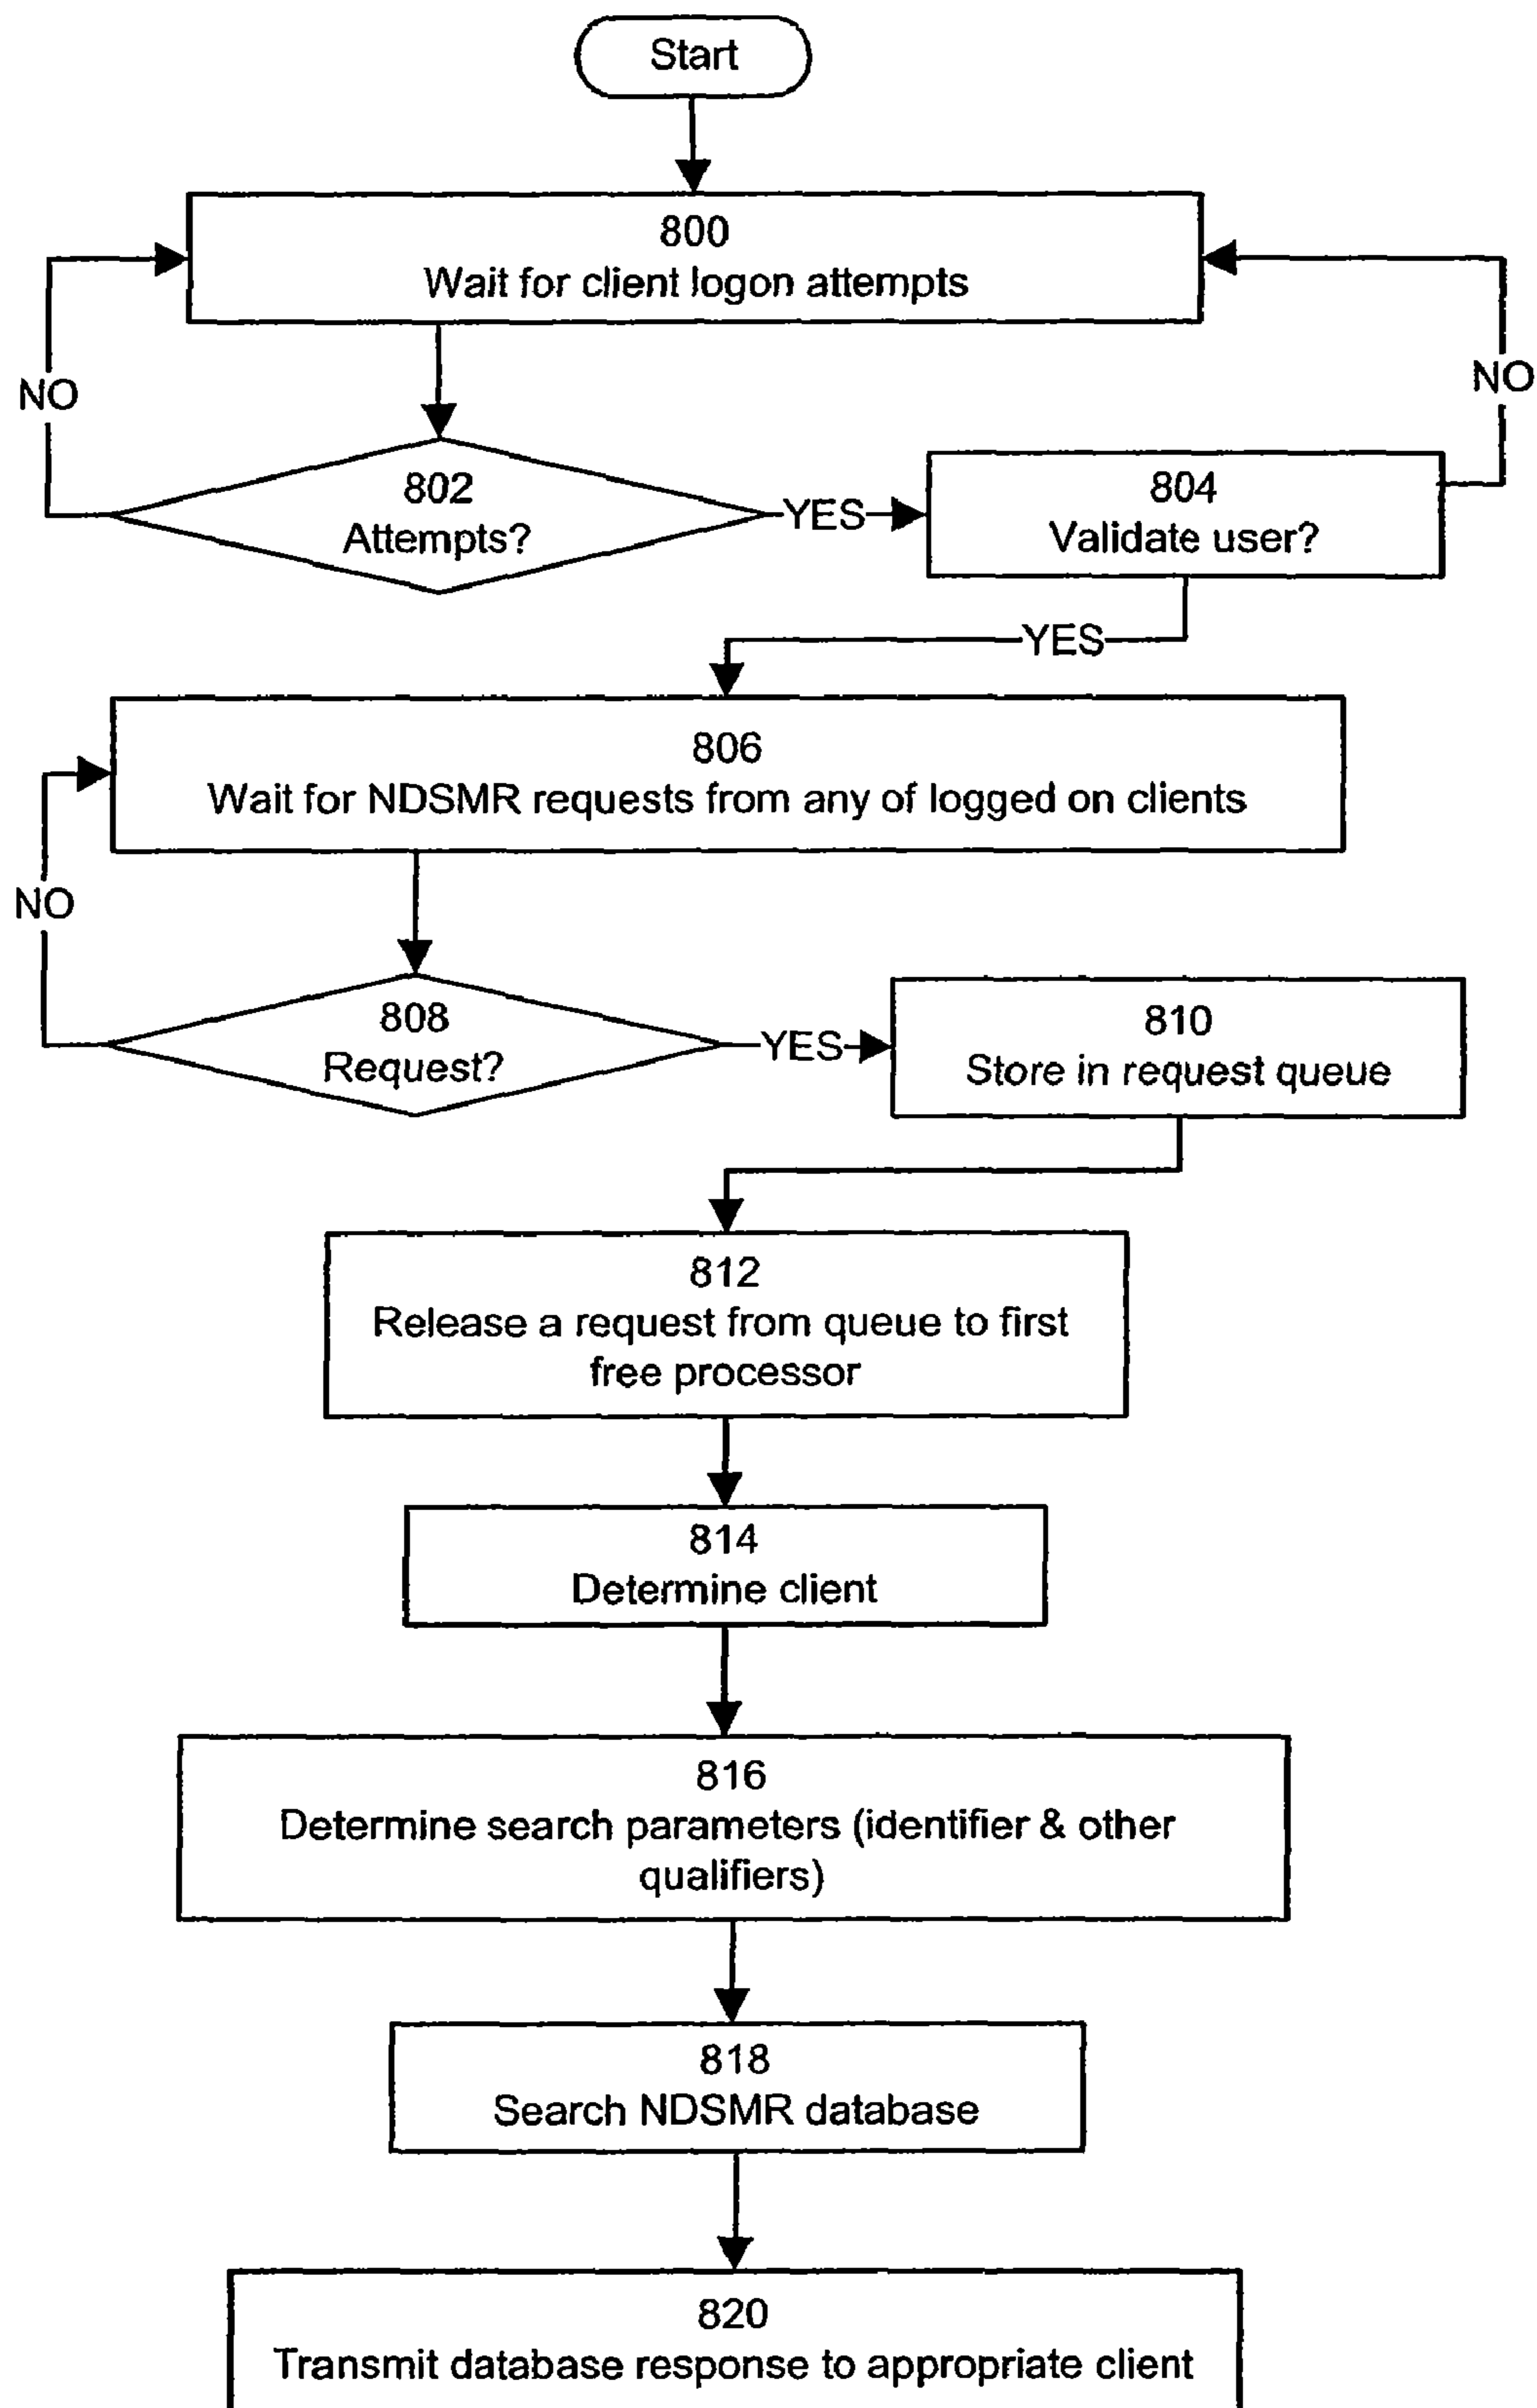 Start
800
Wait for client logon attempts
NO
NO
802
Attempts?
YES
804
Validate user?
YES
806
Wait for NDSMR requests from any of logged on clients
NO
808
Request?
YES
810
Store in request queue
812
Release a request from queue to first
free processor
814
Determine client
816
Determine search parameters (identifier & other
qualifiers)
818
Search NDSMR database
820
Transmit database response to appropriate client